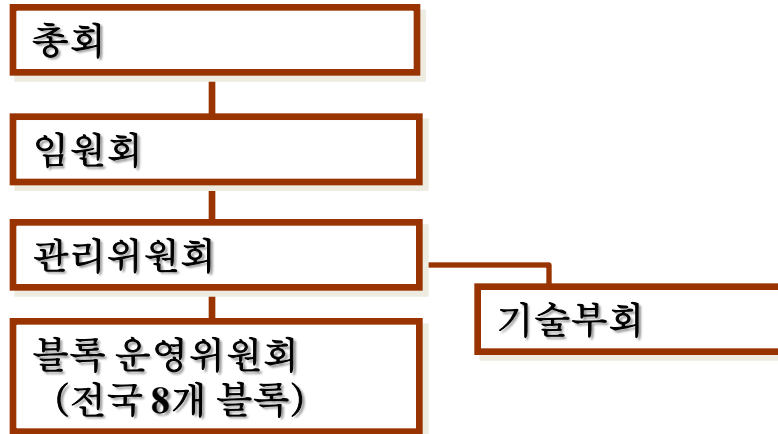 총회
임원회
관리위원회
기술부회
블록 운영위원회
(전국 8개 블록)